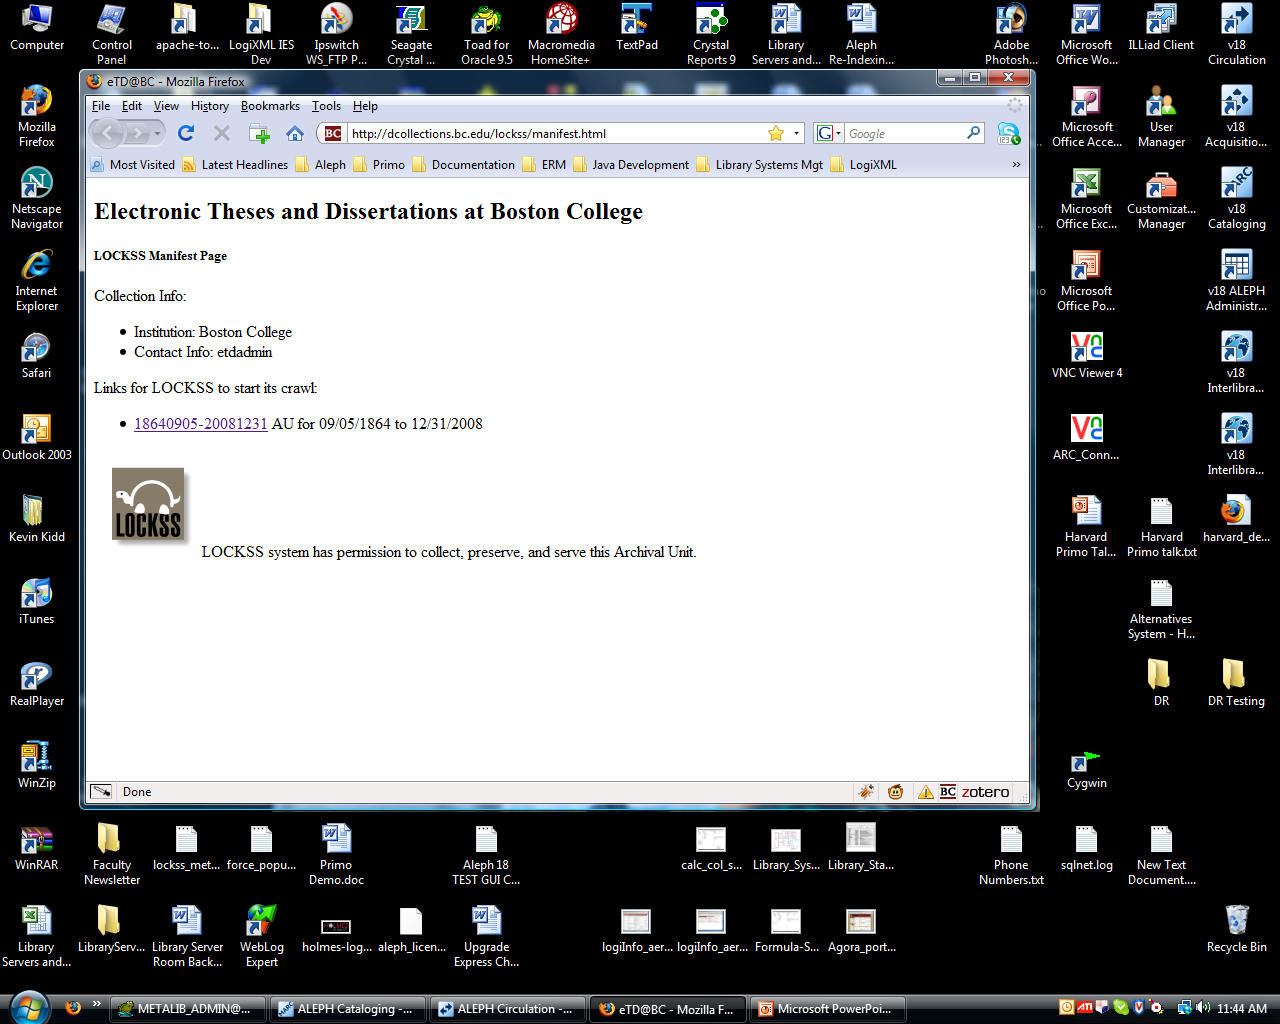 Computer
Control Panel
apache-to...
LogiXML IES Dev
Ipswitch WS_FTP P...
Seagate Crystal ...
Toad for Oracle 9.5
Macromedia HomeSite+
TextPad
Crystal Reports 9
Library Servers and...
Aleph Re-Indexin...
Adobe Photosh...
Microsoft Office Wo...
ILLiad Client
v18 Circulation
eTD@BC - Mozilla Firefox
File Edit View History Bookmarks Tools Help
BC http://dcollections.bc.edu/lockss/manifest.html
G Google
123
Most Visited Latest Headlines Aleph Primo Documentation ERM Java Development Library Systems Mgt LogiXML »
Electronic Theses and Dissertations at Boston College
LOCKSS Manifest Page
Collection Info:
Institution: Boston College
Contact Info: etdadmin
Links for LOCKSS to start its crawl:
18640905-20081231 AU for 09/05/1864 to 12/31/2008
LOCKSS
LOCKSS system has permission to collect, preserve, and serve this Archival Unit.
Done
BC zotero
Mozilla Firefox
Netscape Navigator
Internet Explorer
Safari
Outlook 2003
Kevin Kidd
iTunes
RealPlayer
WinZip
Microsoft Office Acce...
User Manager
v18 Acquisitio...
Microsoft Office Exc...
Customizat... Manager
ARC
v18 Cataloging
Microsoft Office Po...
v18 ALEPH Administr...
VNC Viewer 4
v18 Interlibra...
ARC_Conn...
v18 Interlibra...
Harvard Primo Tal...
Harvard Primo talk.txt
harvard_de...
Alternatives System - H...
DR
DR Testing
Cygwin
WinRAR
Faculty Newsletter
lockss_met...
force_popu...
Primo Demo.doc
Aleph 18 TEST GUI C...
calc_col_s...
Library_Sys...
Library_Sta...
Phone Numbers.txt
sqlnet.log
New Text Document....
Library Servers and...
LibraryServ...
Library Server Room Back...
WebLog Expert
holmes-log...
aleph_licen...
Upgrade Express Ch...
logiInfo_aer...
logiInfo_aer...
Formula-S...
Agora_port...
Recycle Bin
» METALIB_ADMIN@... ALEPH Cataloging -... ALEPH Circulation -... eTD@BC - Mozilla F... Microsoft PowerPoi... ATI 11:44 AM